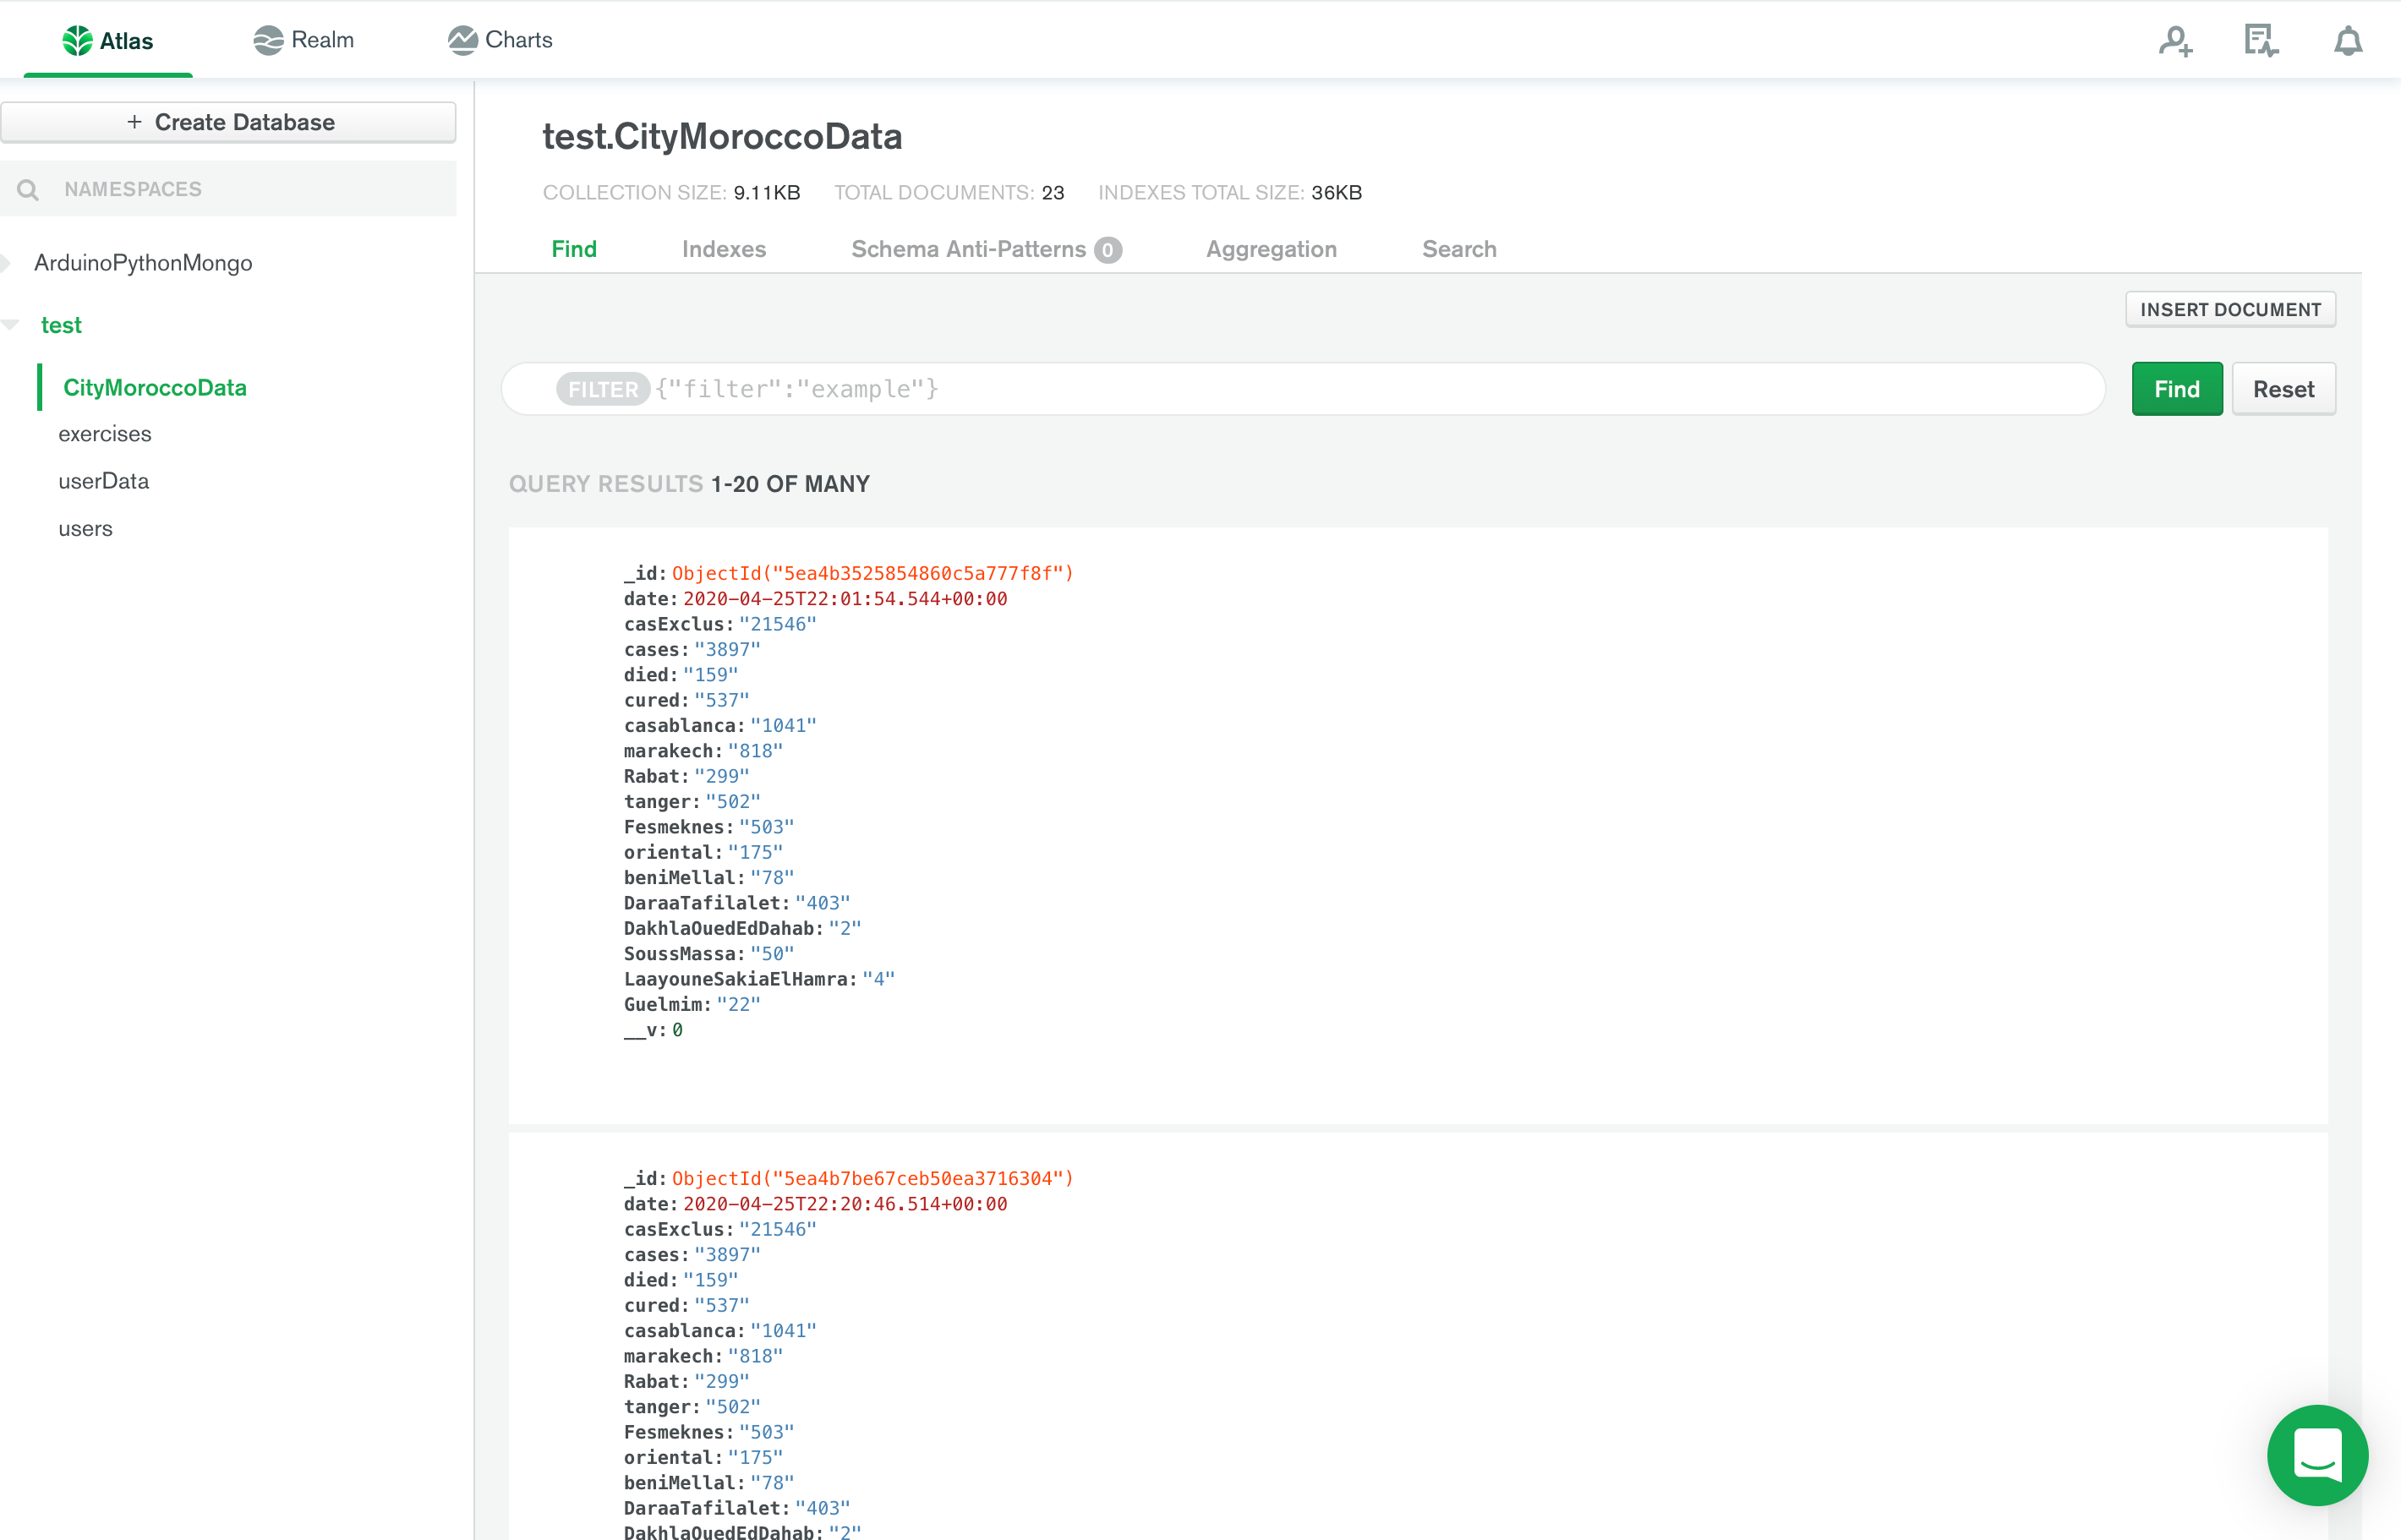 Atlas Realm Charts
+ Create Database
NAMESPACES
ArduinoPythonMongo
test
CityMoroccoData
exercises
userData
users
test.CityMoroccoData
COLLECTION SIZE: 9.11KB TOTAL DOCUMENTS: 23 INDEXES TOTAL SIZE: 36KB
Find Indexes Schema Anti-Patterns 0 Aggregation Search
INSERT DOCUMENT
FILTER {"filter":"example"} Find Reset
QUERY RESULTS 1-20 OF MANY
_id: ObjectId("5ea4b3525854860c5a777f8f")
date: 2020-04-25T22:01:54.544+00:00
casExclus: "21546"
cases: "3897"
died: "159"
cured: "537"
casablanca: "1041"
marakech: "818"
Rabat: "299"
tanger: "502"
Fesmeknes: "503"
oriental: "175"
beniMellal: "78"
DaraaTafilalet: "403"
DakhlaOuedEdDahab: "2"
SoussMassa: "50"
LaayouneSakiaElHamra: "4"
Guelmim: "22"
__v: 0
_id: ObjectId("5ea4b7be67ceb50ea3716304")
date: 2020-04-25T22:20:46.514+00:00
casExclus: "21546"
cases: "3897"
died: "159"
cured: "537"
casablanca: "1041"
marakech: "818"
Rabat: "299"
tanger: "502"
Fesmeknes: "503"
oriental: "175"
beniMellal: "78"
DaraaTafilalet: "403"
DakhlaOuedEdDahab: "2"